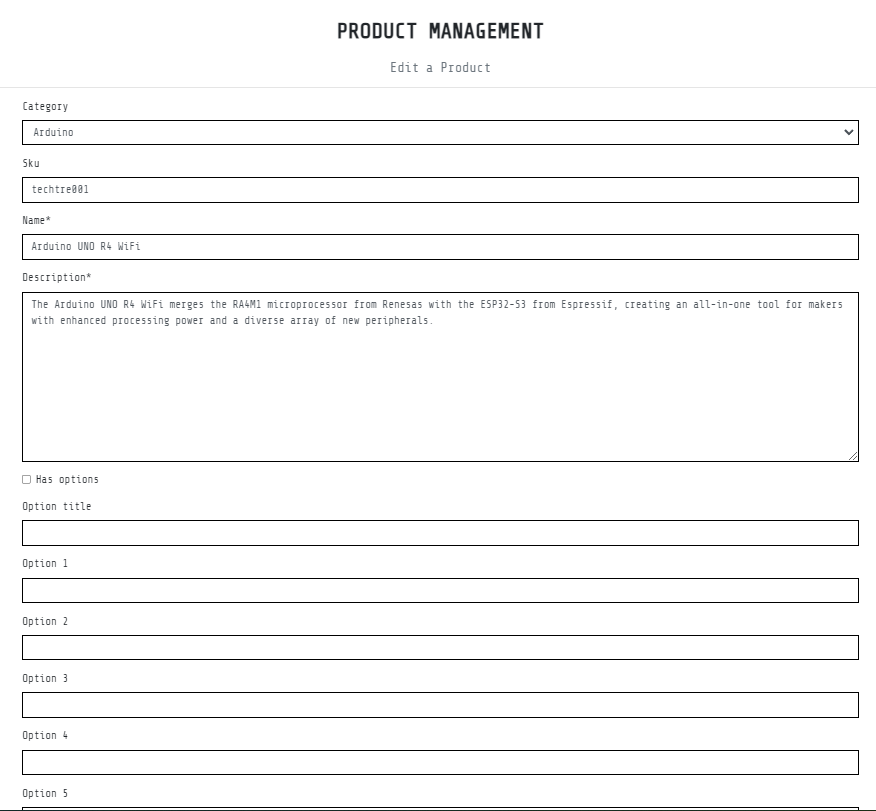 PRODUCT MANAGEMENT
Edit a Product
Category
Arduino
Sku
techtre001
Name*
Arduino UNO R4 WiFi
Description*
The Arduino UNO R4 WiFi merges the RA4M1 microprocessor from Renesas with the ESP32-S3 from Espressif, creating an all-in-one tool for makers
with enhanced processing power and a diverse array of new peripherals.
Has options
Option title
Option 1
Option 2
Option 3
Option 4
Option 5